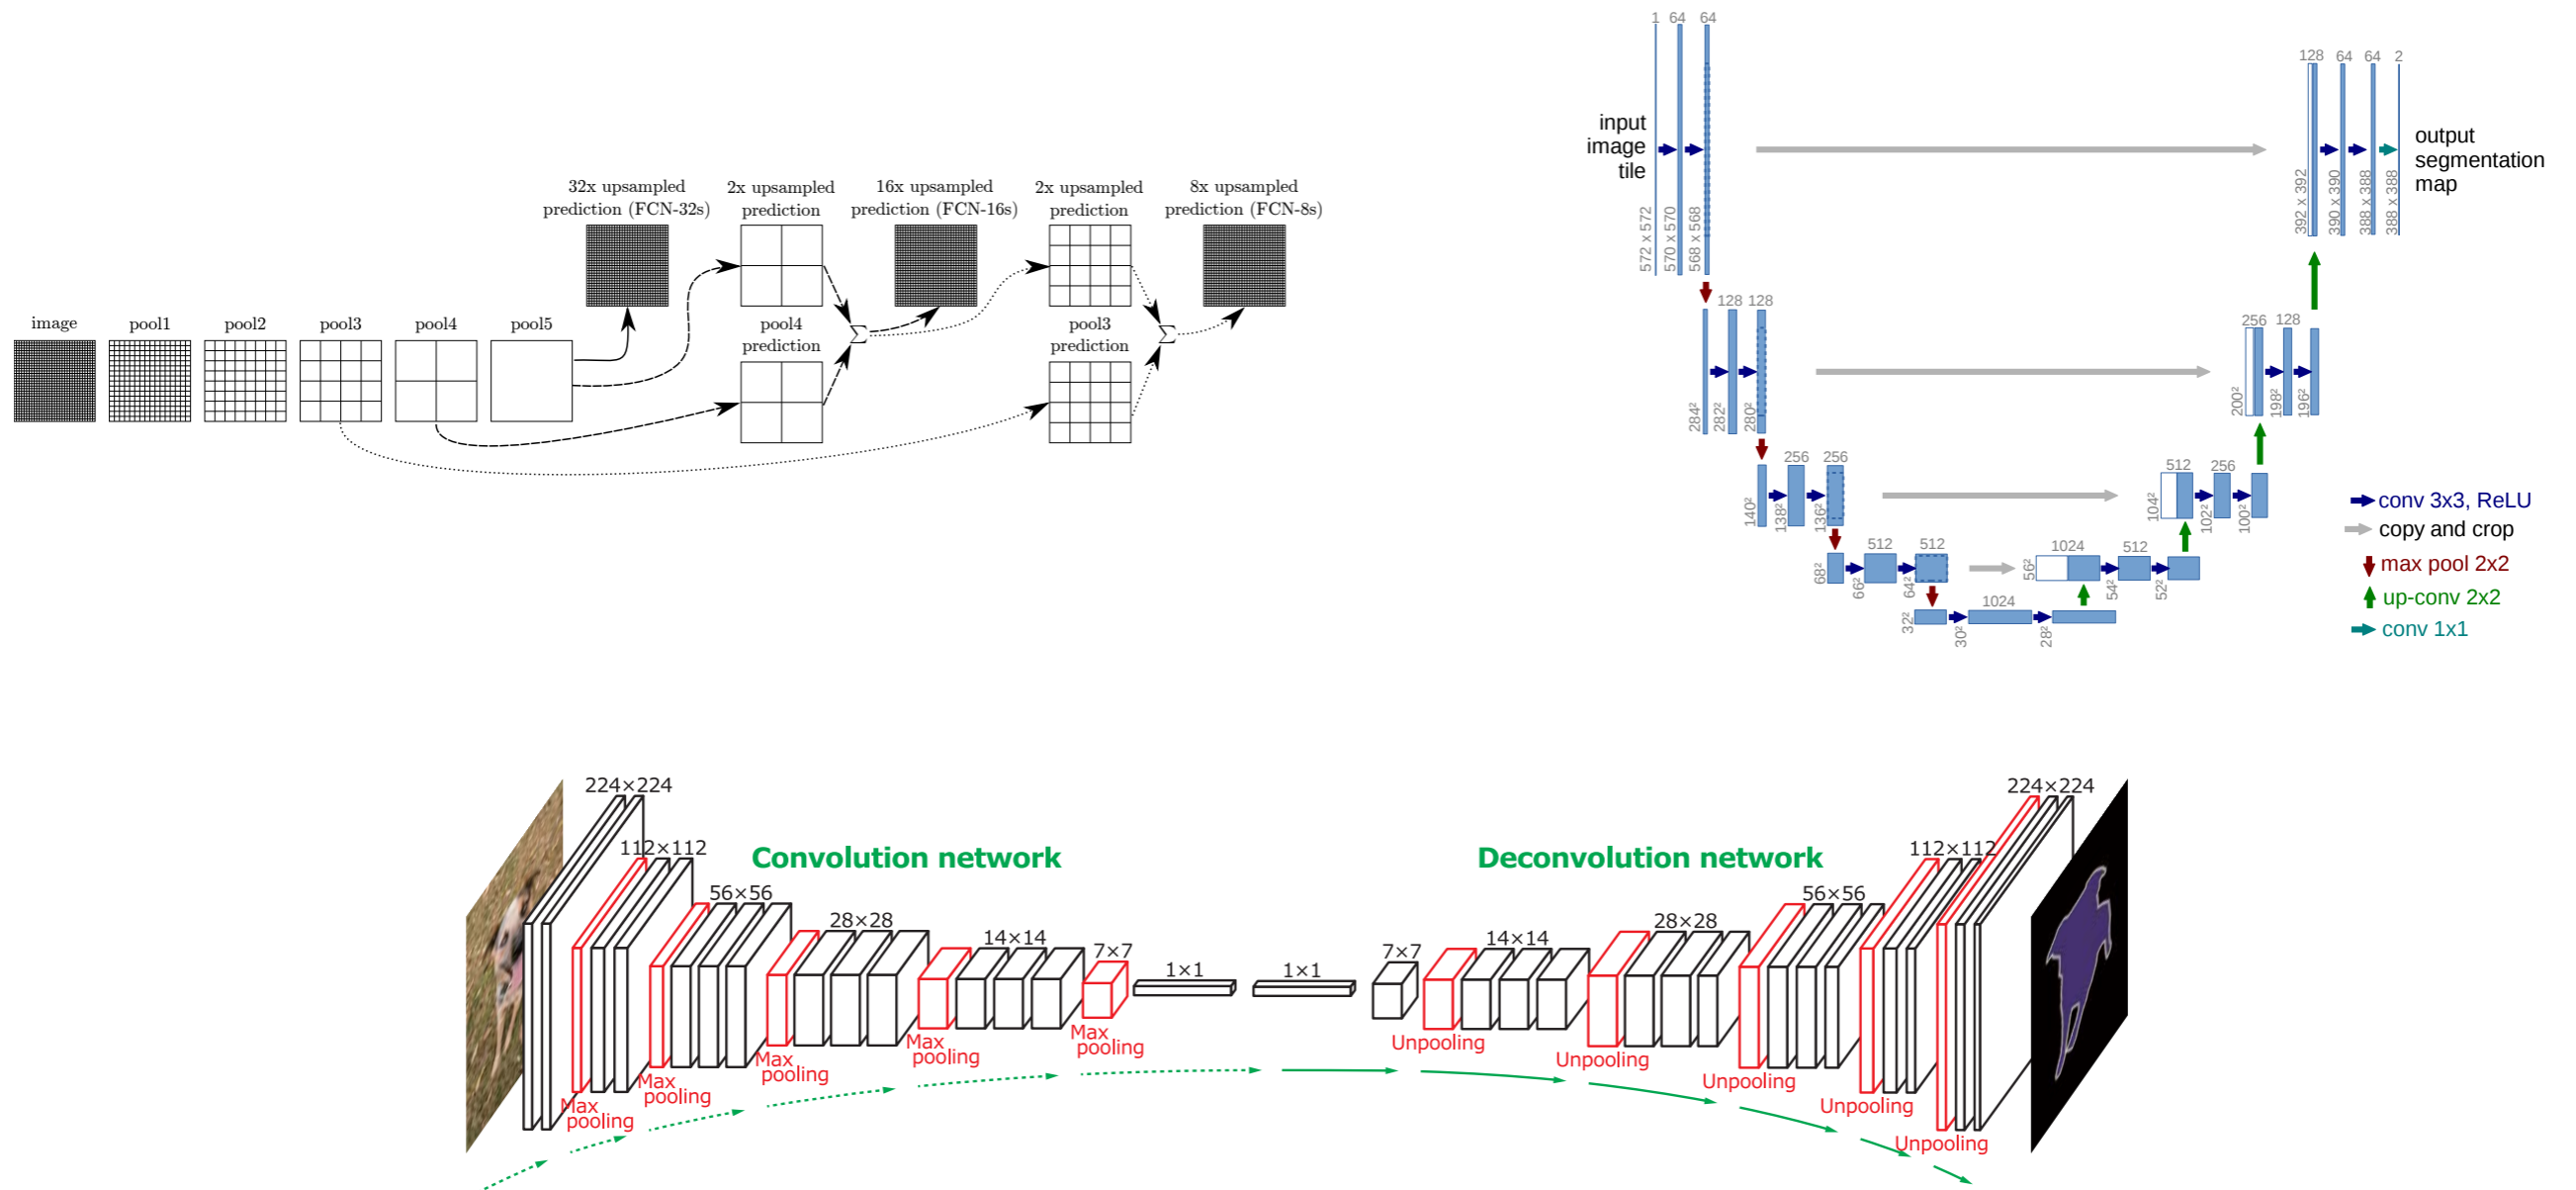 32x upsampled
prediction (FCN-32s)
2x upsampled
prediction
16x upsampled
prediction (FCN-16s)
2x upsampled
prediction
8x upsampled
prediction (FCN-8s)
image
pool1
pool2
pool3
pool4
pool5
pool4
prediction
Σ
pool3
prediction
Σ
1
64
64
input
image
tile
572 x 572
570 x 570
568 x 568
128
64
64
2
392 x 392
390 x 390
388 x 388
388 x 388
output
segmentation
map
128
128
284²
282²
280²
256
128
200²
198²
196²
256
256
140²
138²
136²
512
256
104²
102²
100²
512
512
68²
66²
64²
1024
512
56²
54²
52²
1024
32²
30²
28²
conv 3x3, ReLU
copy and crop
max pool 2x2
up-conv 2x2
conv 1x1
224×224
112×112
56×56
28×28
14×14
7×7
1×1
Convolution network
Max
pooling
Max
pooling
Max
pooling
Max
pooling
Max
pooling
Deconvolution network
1×1
7×7
14×14
28×28
56×56
112×112
224×224
Unpooling
Unpooling
Unpooling
Unpooling
Unpooling